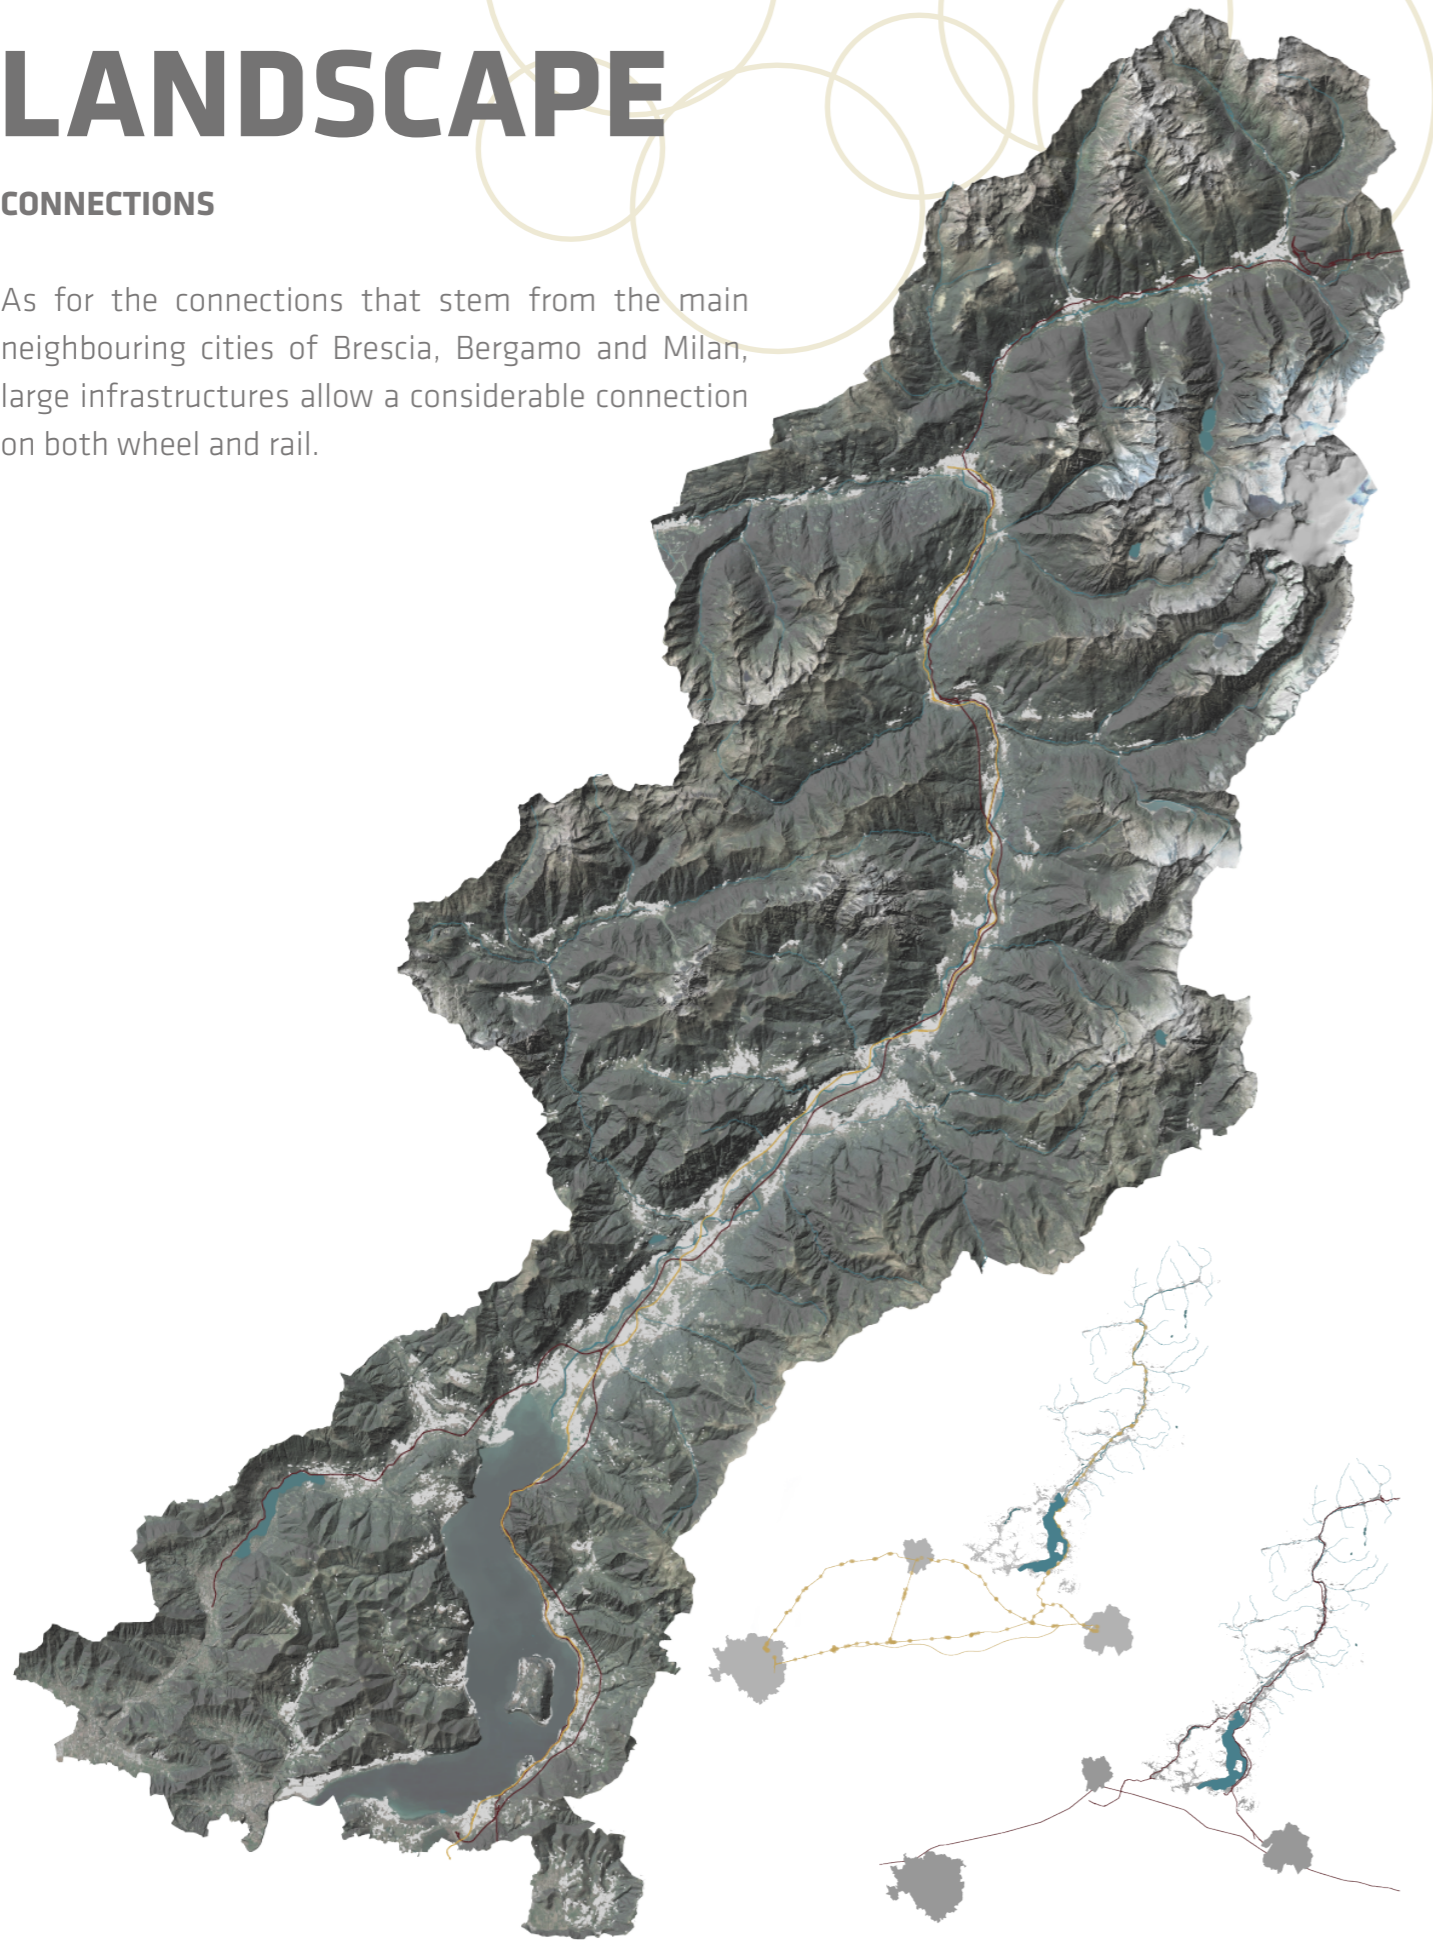 LANDSCAPE
CONNECTIONS
As for the connections that stem from the main
neighbouring cities of Brescia, Bergamo and Milan,
large infrastructures allow a considerable connection
on both wheel and rail.